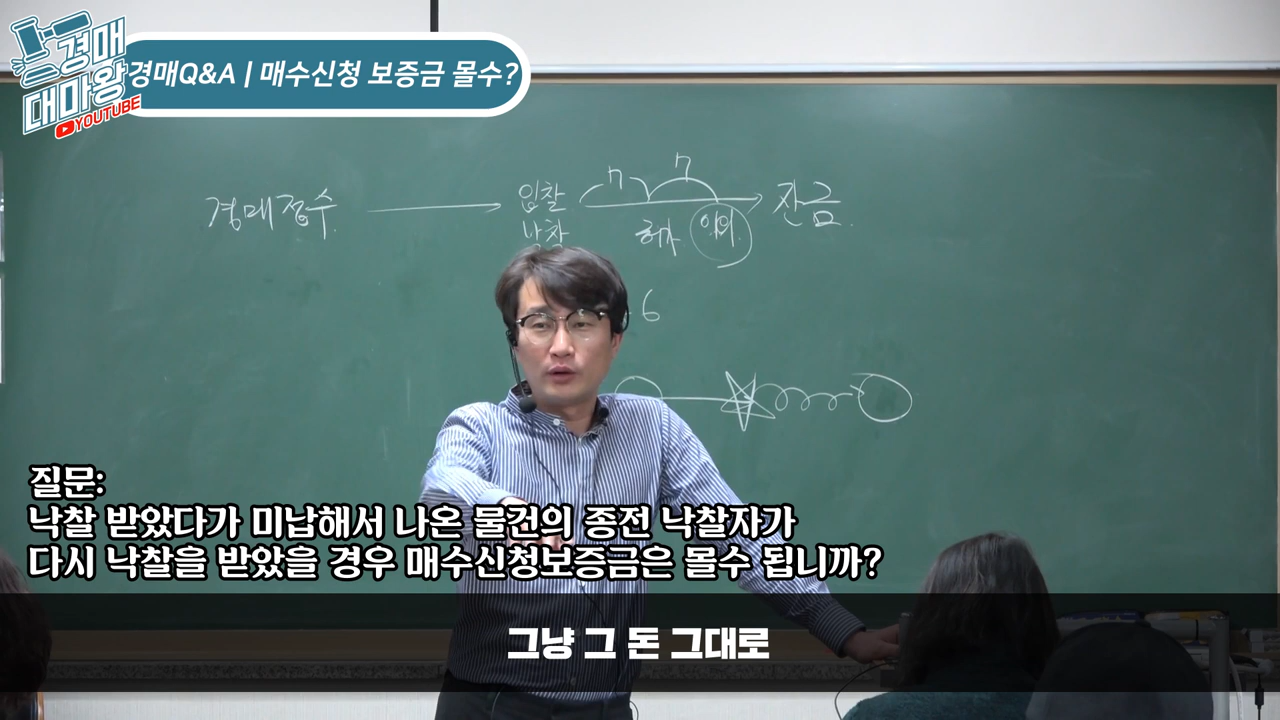 경매
대마왕
YOUTUBE
경매Q&A | 매수신청 보증금 몰수?
경매접수
입찰
낙찰
7
7
허가
잔금
6
질문:
낙찰 받았다가 미납해서 나온 물건의 종전 낙찰자가
다시 낙찰을 받았을 경우 매수신청보증금은 몰수 됩니까?
그냥 그 돈 그대로